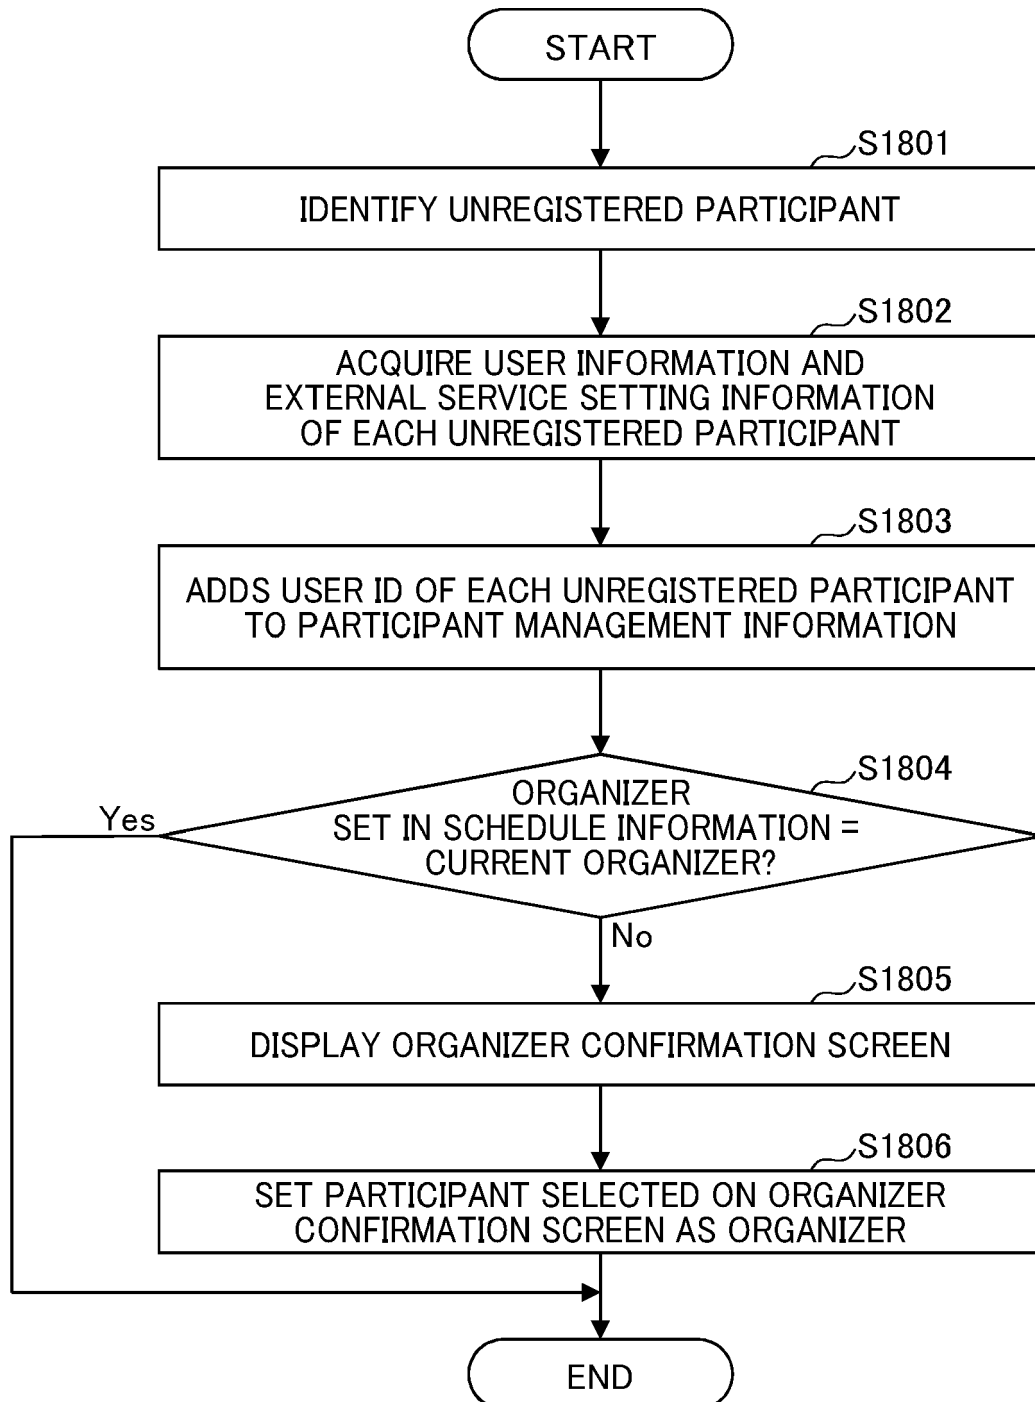 START
S1801
IDENTIFY UNREGISTERED PARTICIPANT
S1802
ACQUIRE USER INFORMATION AND
EXTERNAL SERVICE SETTING INFORMATION
OF EACH UNREGISTERED PARTICIPANT
S1803
ADDS USER ID OF EACH UNREGISTERED PARTICIPANT
TO PARTICIPANT MANAGEMENT INFORMATION
S1804
ORGANIZER
SET IN SCHEDULE INFORMATION =
CURRENT ORGANIZER?
Yes
No
S1805
DISPLAY ORGANIZER CONFIRMATION SCREEN
S1806
SET PARTICIPANT SELECTED ON ORGANIZER
CONFIRMATION SCREEN AS ORGANIZER
END